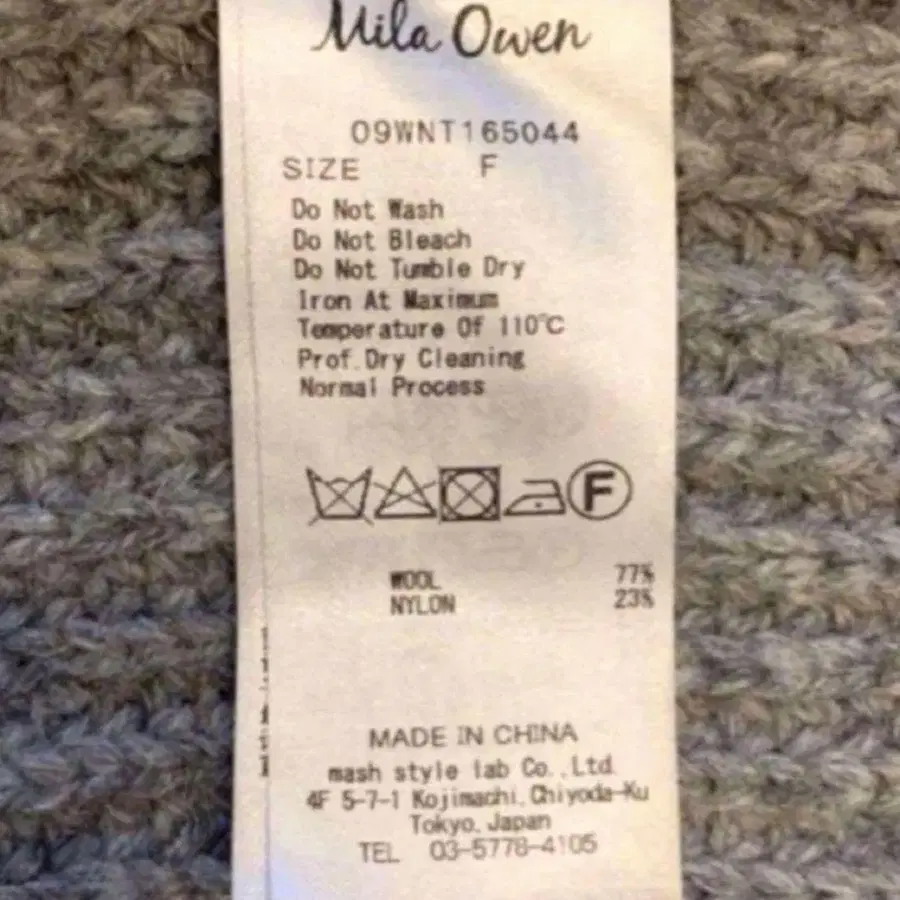 Mila Owen
09WNT165044
SIZE F
Do Not Wash
Do Not Bleach
Do Not Tumble Dry
Iron At Maximum
Temperature Of 110℃
Prof.Dry Cleaning
Normal Process
F
WOOL 77%
NYLON 23%
MADE IN CHINA
mash style lab Co.,Ltd.
4F 5-7-1 Kojimachi, Chiyoda-Ku
Tokyo, Japan
TEL 03-5778-4105